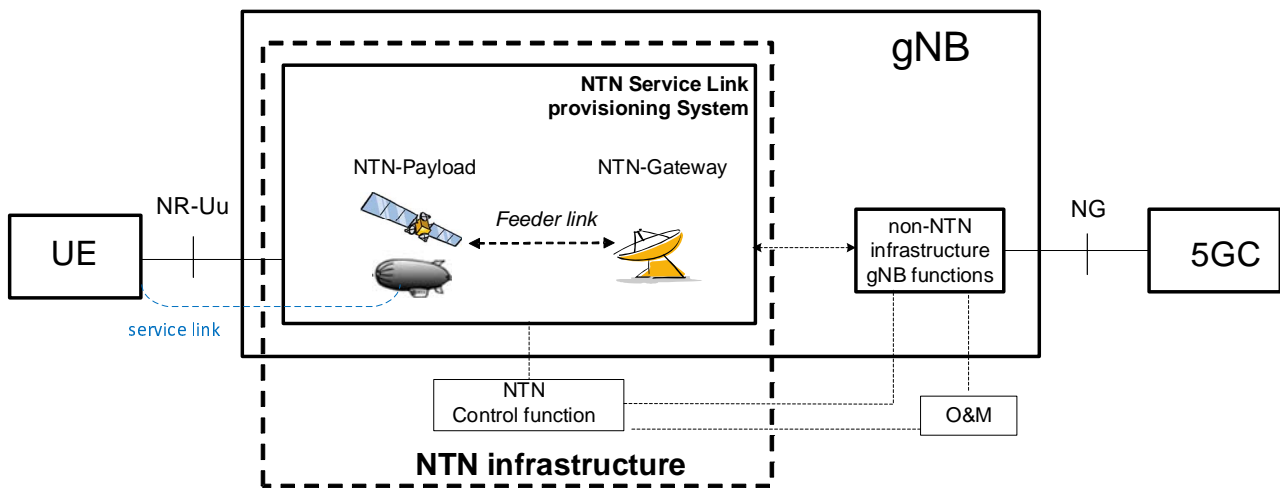 gNB
NTN Service Link
provisioning System
NTN-Payload
NTN-Gateway
NR-Uu
Feeder link
NG
UE
non-NTN
infrastructure
gNB functions
5GC
service link
NTN
Control function
O&M
NTN infrastructure